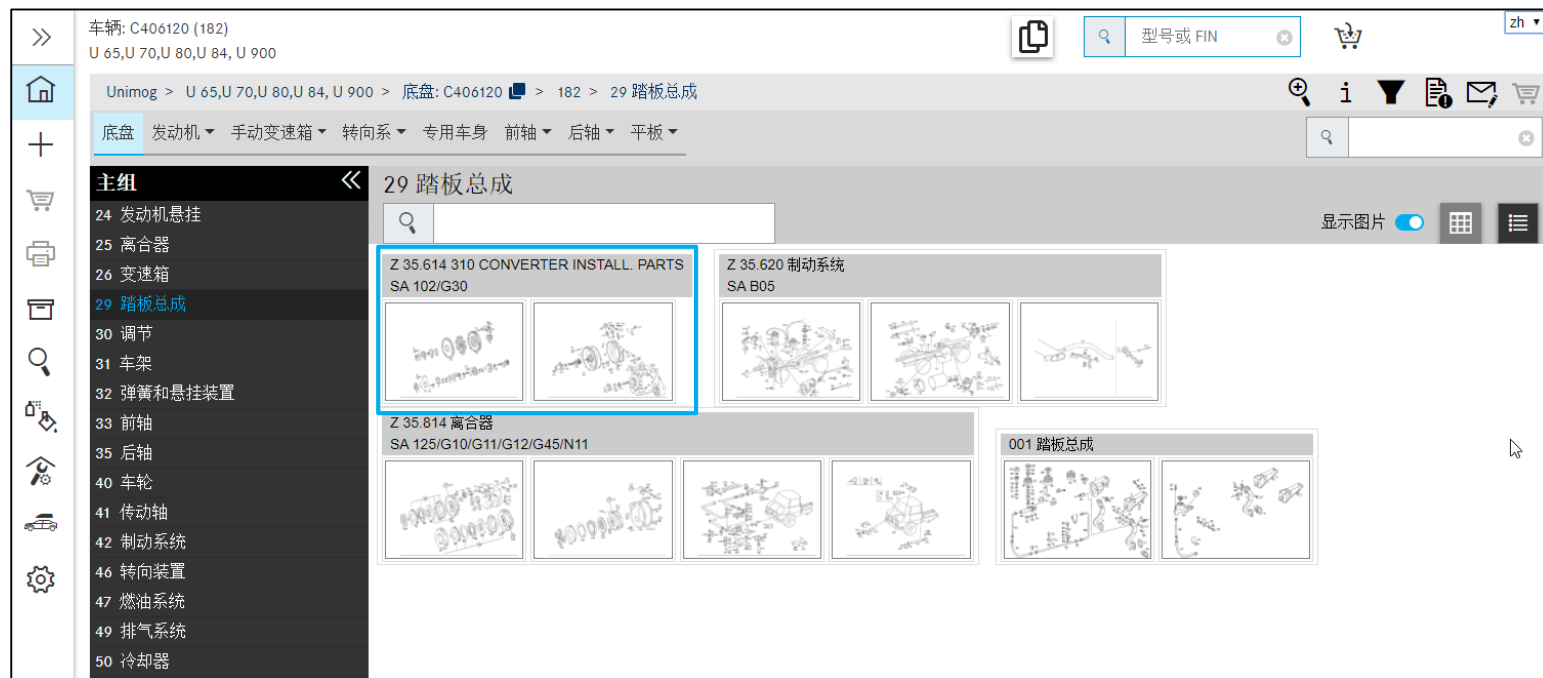 车辆: C406120 (182)
U 65,U 70,U 80,U 84, U 900
型号或 FIN
zh
Unimog > U 65,U 70,U 80,U 84, U 900 > 底盘: C406120 > 182 > 29 踏板总成
底盘 发动机 手动变速箱 转向系 专用车身 前轴 后轴 平板
主组
24 发动机悬挂
25 离合器
26 变速箱
29 踏板总成
30 调节
31 车架
32 弹簧和悬挂装置
33 前轴
35 后轴
40 车轮
41 传动轴
42 制动系统
46 转向装置
47 燃油系统
49 排气系统
50 冷却器
29 踏板总成
显示图片
Z 35.614 310 CONVERTER INSTALL. PARTS
SA 102/G30
Z 35.620 制动系统
SA B05
Z 35.814 离合器
SA 125/G10/G11/G12/G45/N11
001 踏板总成